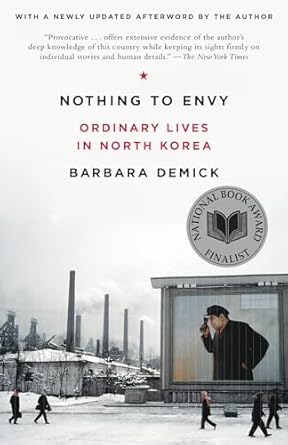 WITH A NEWLY UPDATED AFTERWORD BY THE AUTHOR
"Provocative . . . offers extensive evidence of the author's
deep knowledge of this country while keeping its sights firmly on
individual stories and human details." —The New York Times
NOTHING TO ENVY
ORDINARY LIVES
IN NORTH KOREA
BARBARA DEMICK
NATIONAL BOOK AWARD
FINALIST